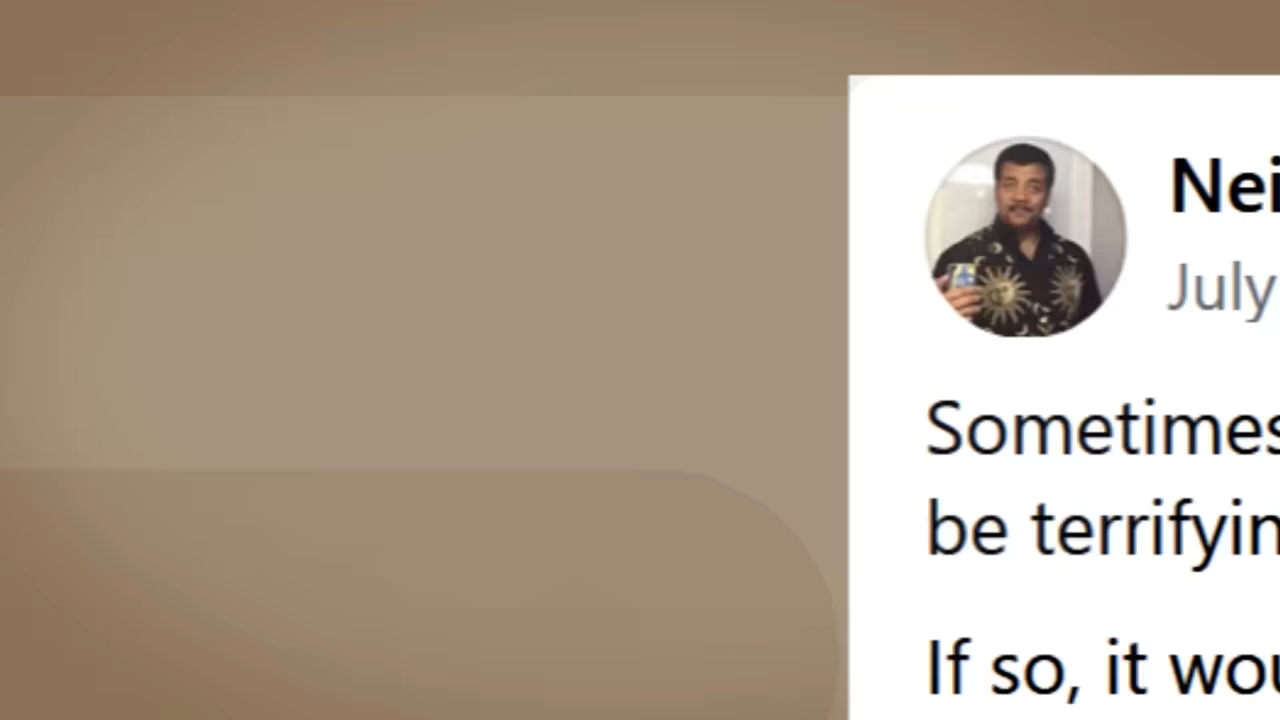 Nei
July
Sometimes
be terrifyin
If so, it wou